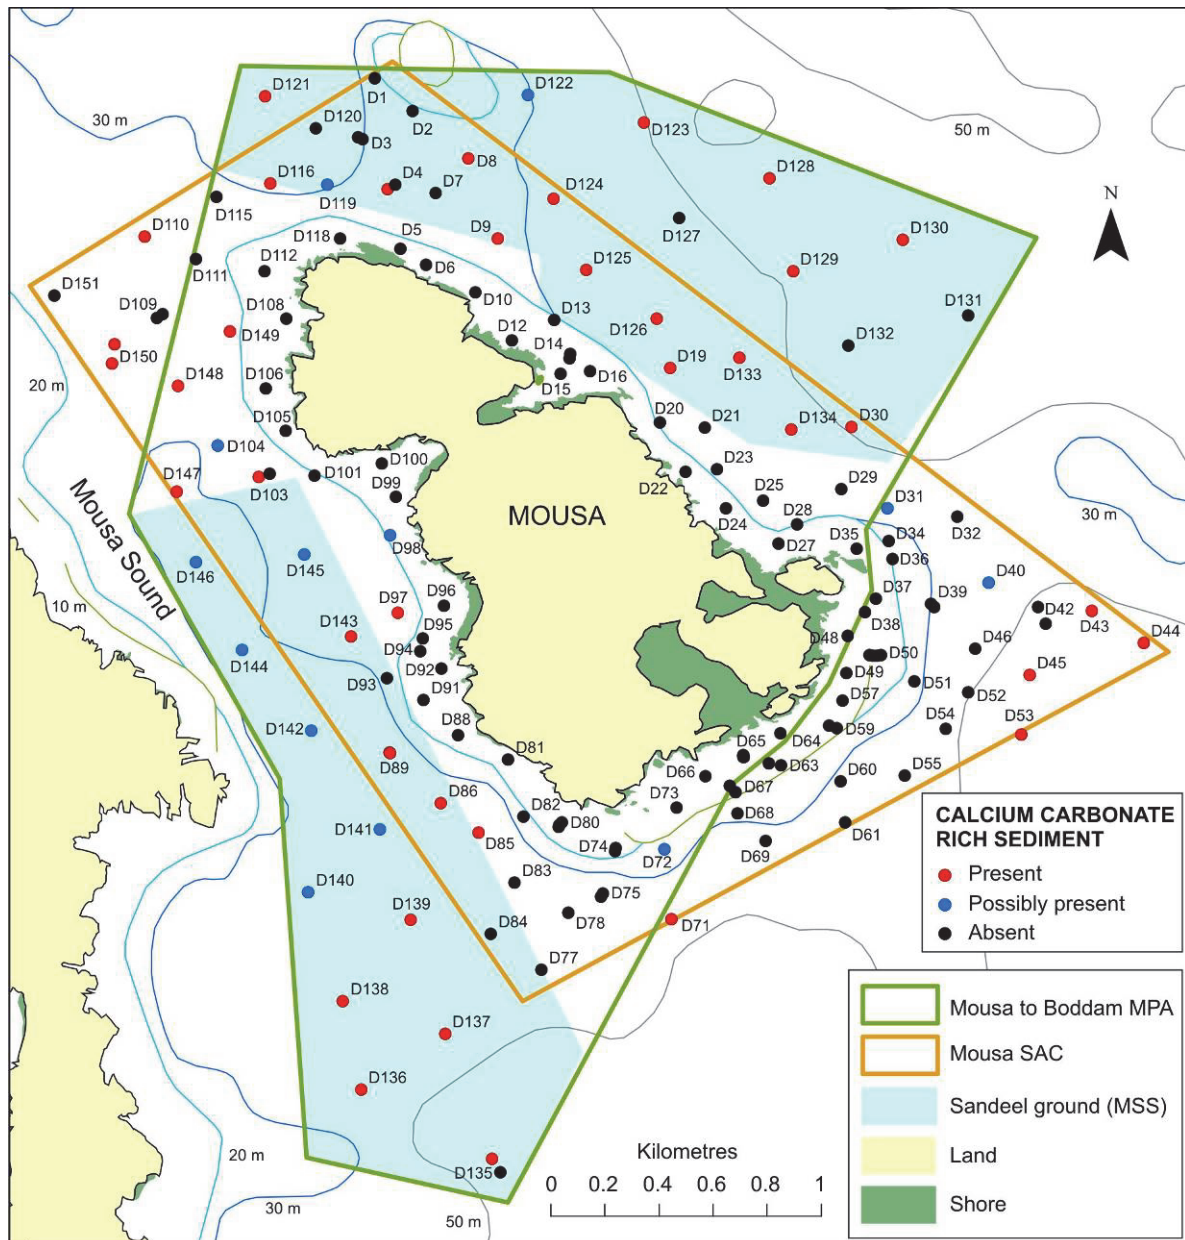 D121
D1
D122
D120
D2
30 m
D3
D123
50 m
D8
D116
D4
D7
D128
D119
D124
N
D115
D127
D110
D118
D5
D9
D130
D111
D112
D6
D125
D129
D151
D10
D109
D108
D13
D126
D131
D149
D12
D14
D132
D150
D19
D133
20 m
D148
D106
D15
D16
D105
D20
D21
D134
D30
D104
D100
D23
D147
D103
D101
D99
D22
D29
D31
30 m
Mousa Sound
MOUSA
D24
D25
D28
D32
D98
D27
D35
D34
D36
D146
D145
D40
10 m
D97
D96
D37
D39
D42
D143
D95
D38
D43
D144
D94
D48
D50
D46
D44
D93
D92
D49
D51
D45
D91
D57
D52
D142
D88
D54
D53
D89
D81
D65
D64
D59
D66
D63
D55
D86
D82
D73
D67
D60
D141
D80
D68
D61
D85
D74
D72
D69
D140
D83
D75
D139
D84
D78
D71
D77
D138
D137
D136
20 m
D135
30 m
50 m
CALCIUM CARBONATE
RICH SEDIMENT
Present
Possibly present
Absent
Mousa to Boddam MPA
Mousa SAC
Sandeel ground (MSS)
Land
Shore
Kilometres
0 0.2 0.4 0.6 0.8 1